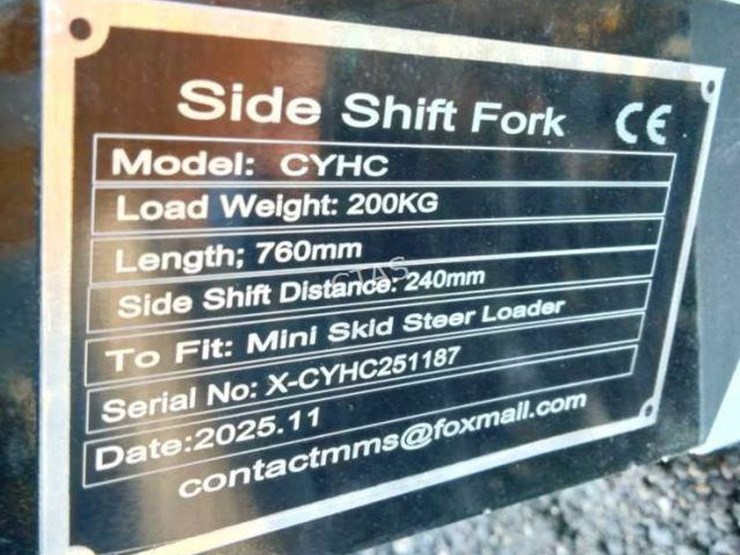 Side Shift Fork CE
Model: CYHC
Load Weight: 200KG
Length; 760mm
Side Shift Distance: 240mm
To Fit: Mini Skid Steer Loader
Serial No: X-CYHC251187
Date:2025.11
contactmms@foxmail.com